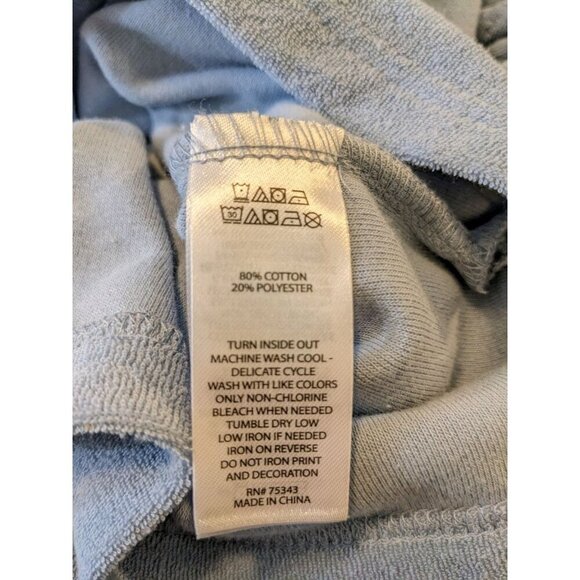 30
80% COTTON
20% POLYESTER
TURN INSIDE OUT
MACHINE WASH COOL -
DELICATE CYCLE
WASH WITH LIKE COLORS
ONLY NON-CHLORINE
BLEACH WHEN NEEDED
TUMBLE DRY LOW
LOW IRON IF NEEDED
IRON ON REVERSE
DO NOT IRON PRINT
AND DECORATION
RN# 75343
MADE IN CHINA